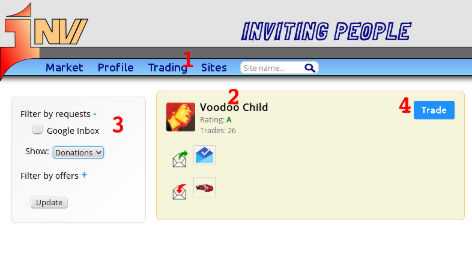 inv
INVITING PEOPLE
Market Profile Trading 1 Sites Site name...
2
Voodoo Child
Rating: A
Trades: 26
4 Trade
Filter by requests -
Google Inbox
3
Show: Donations
Filter by offers +
Update